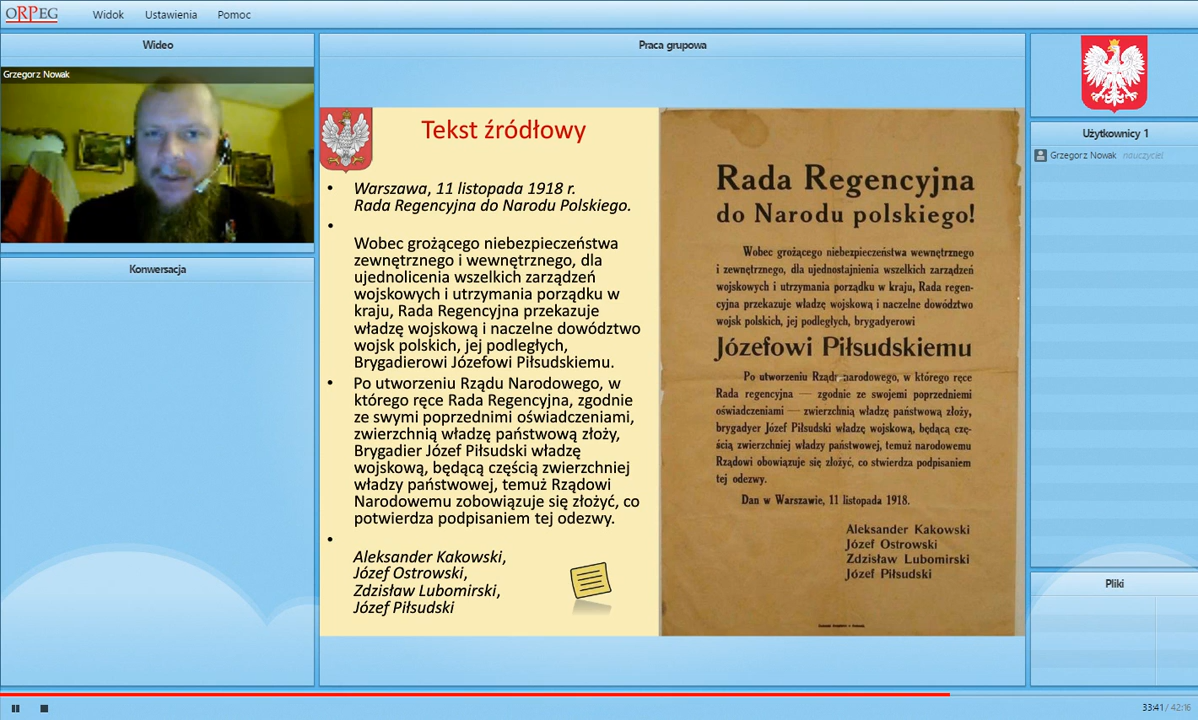 ORPEG
Widok
Ustawienia
Pomoc
Wideo
Grzegorz Nowak
Konwersacja
Praca grupowa
Tekst źródłowy
• Warszawa, 11 listopada 1918 r.
Rada Regencyjna do Narodu Polskiego.
•
Wobec grożącego niebezpieczeństwa
zewnętrznego i wewnętrznego, dla
ujednolicenia wszelkich zarządzeń
wojskowych i utrzymania porządku w
kraju, Rada Regencyjna przekazuje
władzę wojskową i naczelne dowództwo
wojsk polskich, jej podległych,
Brygadierowi Józefowi Piłsudskiemu.
• Po utworzeniu Rządu Narodowego, w
którego ręce Rada Regencyjna, zgodnie
ze swymi poprzednimi oświadczeniami,
zwierzchnią władzę państwową złoży,
Brygadier Józef Piłsudski władzę
wojskową, będącą częścią zwierzchniej
władzy państwowej, temuż Rządowi
Narodowemu zobowiązuje się złożyć, co
potwierdza podpisaniem tej odezwy.
•
Aleksander Kakowski,
Józef Ostrowski,
Zdzisław Lubomirski,
Józef Piłsudski
Rada Regencyjna
do Narodu polskiego!
Wobec grożącego niebezpieczeństwa wewnętrznego
i zewnętrznego, dla ujednostajnienia wszelkich zarządzeń
wojskowych i utrzymania porządku w kraju, Rada regen-
cyjna przekazuje władzę wojskową i naczelne dowództwo
wojsk polskich, jej podległych, brygadyerowi
Józefowi Piłsudskiemu
Po utworzeniu Rządu narodowego, w którego ręce
Rada regencyjna — zgodnie ze swojemi poprzedniemi
oświadczeniami — zwierzchnią władzę państwową złoży,
brygadyer Józef Piłsudski władzę wojskową, będącą czę-
ścią zwierzchniej władzy państwowej, temuż narodowemu
Rządowi obowiązuje się złożyć, co stwierdza podpisaniem
tej odezwy.
Dan w Warszawie, 11 listopada 1918.
Aleksander Kakowski
Józef Ostrowski
Zdzisław Lubomirski
Józef Piłsudski
Użytkownicy 1
Grzegorz Nowak nauczyciel
Pliki
33:41 / 42:16